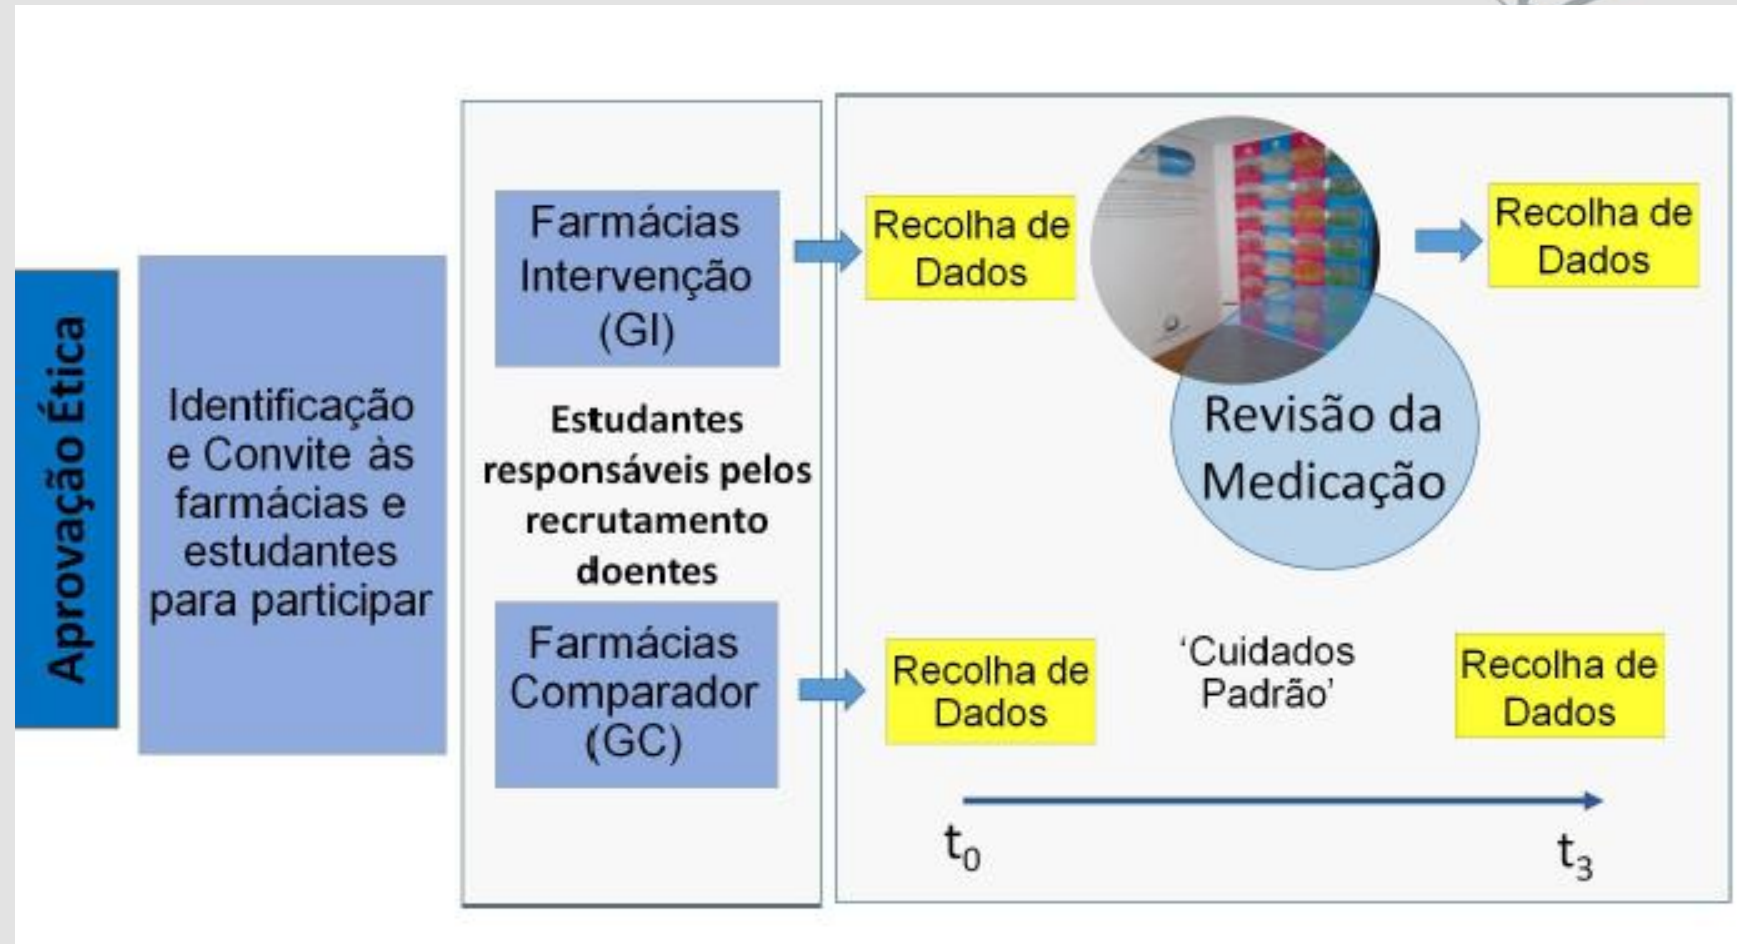 Aprovação Ética
Identificação
e Convite às
farmácias e
estudantes
para participar
Farmácias
Intervenção
(GI)
Estudantes
responsáveis pelos
recrutamento
doentes
Farmácias
Comparador
(GC)
Recolha de
Dados
Revisão da
Medicação
Recolha de
Dados
Recolha de
Dados
‘Cuidados
Padrão’
Recolha de
Dados
t₀
t₃